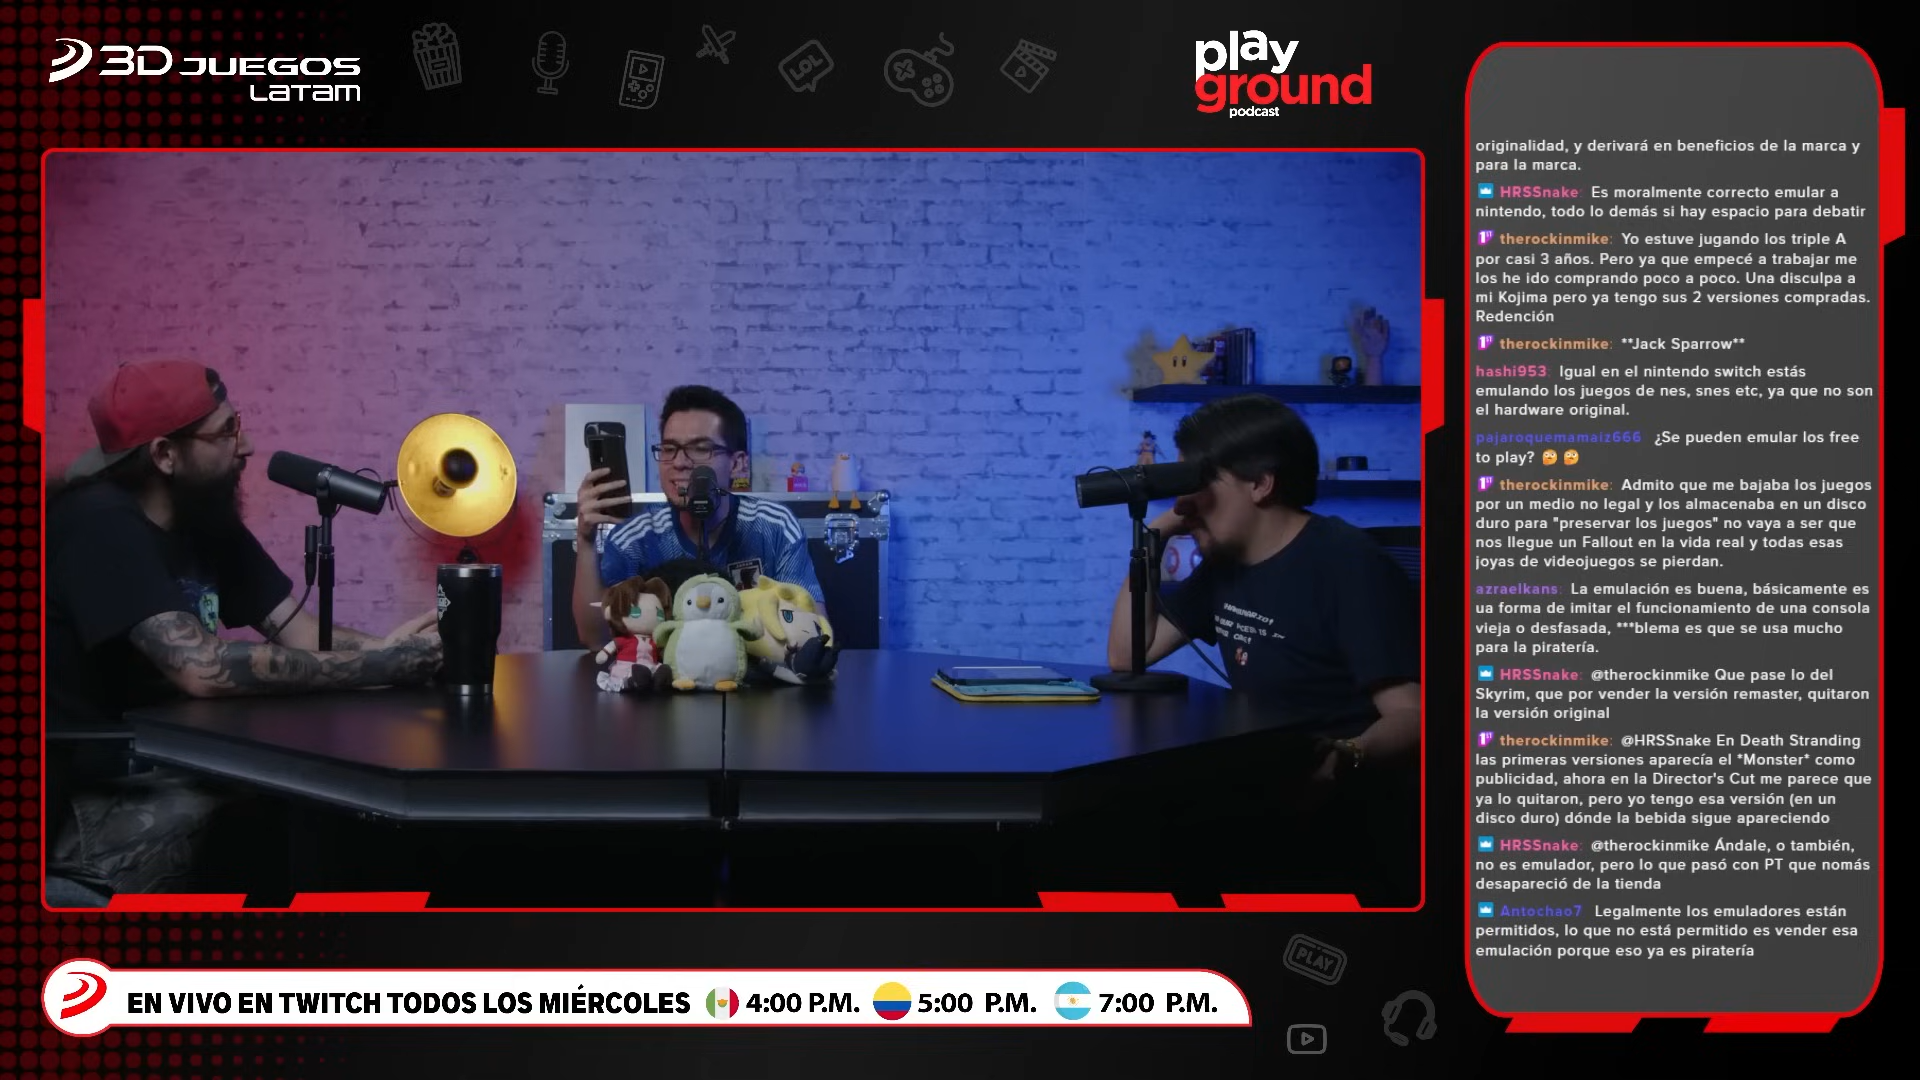 3D JUEGOS
LATAM
LOL
play
ground
podcast
originalidad, y derivará en beneficios de la marca y
para la marca.
HRSSnake: Es moralmente correcto emular a
nintendo, todo lo demás si hay espacio para debatir
therockinmike: Yo estuve jugando los triple A
por casi 3 años. Pero ya que empecé a trabajar me
los he ido comprando poco a poco. Una disculpa a
mi Kojima pero ya tengo sus 2 versiones compradas.
Redención
therockinmike: **Jack Sparrow**
hashi953: Igual en el nintendo switch estás
emulando los juegos de nes, snes etc, ya que no son
el hardware original.
pajaroquemamaiz666 ¿Se pueden emular los free
to play?
therockinmike: Admito que me bajaba los juegos
por un medio no legal y los almacenaba en un disco
duro para "preservar los juegos" no vaya a ser que
nos llegue un Fallout en la vida real y todas esas
joyas de videojuegos se pierdan.
azraelkans: La emulación es buena, básicamente es
ua forma de imitar el funcionamiento de una consola
vieja o desfasada, ***blema es que se usa mucho
para la piratería.
HRSSnake: @therockinmike Que pase lo del
Skyrim, que por vender la versión remaster, quitaron
la versión original
therockinmike: @HRSSnake En Death Stranding
las primeras versiones aparecía el *Monster* como
publicidad, ahora en la Director's Cut me parece que
ya lo quitaron, pero yo tengo esa versión (en un
disco duro) dónde la bebida sigue apareciendo
HRSSnake: @therockinmike Ándale, o también,
no es emulador, pero lo que pasó con PT que nomás
desapareció de la tienda
Antochao7 Legalmente los emuladores están
permitidos, lo que no está permitido es vender esa
emulación porque eso ya es piratería
PLAY
EN VIVO EN TWITCH TODOS LOS MIÉRCOLES 4:00 P.M. 5:00 P.M. 7:00 P.M.